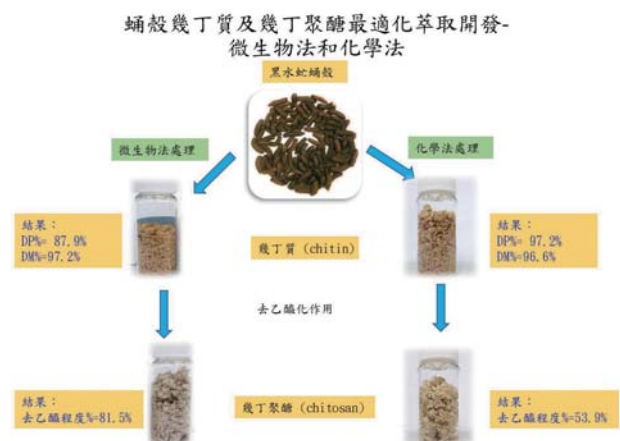 蛹殼幾丁質及幾丁聚醣最適化萃取開發-
微生物法和化學法
黑水虻蛹殼
微生物法處理
化學法處理
結果：
DP%= 87.9%
DM%=97.2%
幾丁質 (chitin)
結果：
DP%= 97.2%
DM%=96.6%
去乙醯化作用
結果：
去乙醯程度%=81.5%
幾丁聚醣 (chitosan)
結果：
去乙醯程度%=53.9%